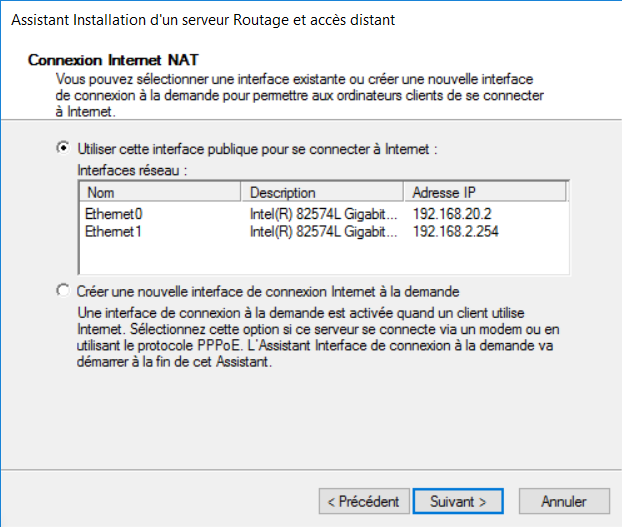 Assistant Installation d'un serveur Routage et accès distant
Connexion Internet NAT
Vous pouvez sélectionner une interface existante ou créer une nouvelle interface
de connexion à la demande pour permettre aux ordinateurs clients de se connecter
à Internet.
Utiliser cette interface publique pour se connecter à Internet :
Interfaces réseau :
Nom Description Adresse IP
Ethernet0 Intel(R) 82574L Gigabit... 192.168.20.2
Ethernet1 Intel(R) 82574L Gigabit... 192.168.2.254
Créer une nouvelle interface de connexion Internet à la demande
Une interface de connexion à la demande est activée quand un client utilise
Internet. Sélectionnez cette option si ce serveur se connecte via un modem ou en
utilisant le protocole PPPoE. L'Assistant Interface de connexion à la demande va
démarrer à la fin de cet Assistant.
< Précédent Suivant > Annuler